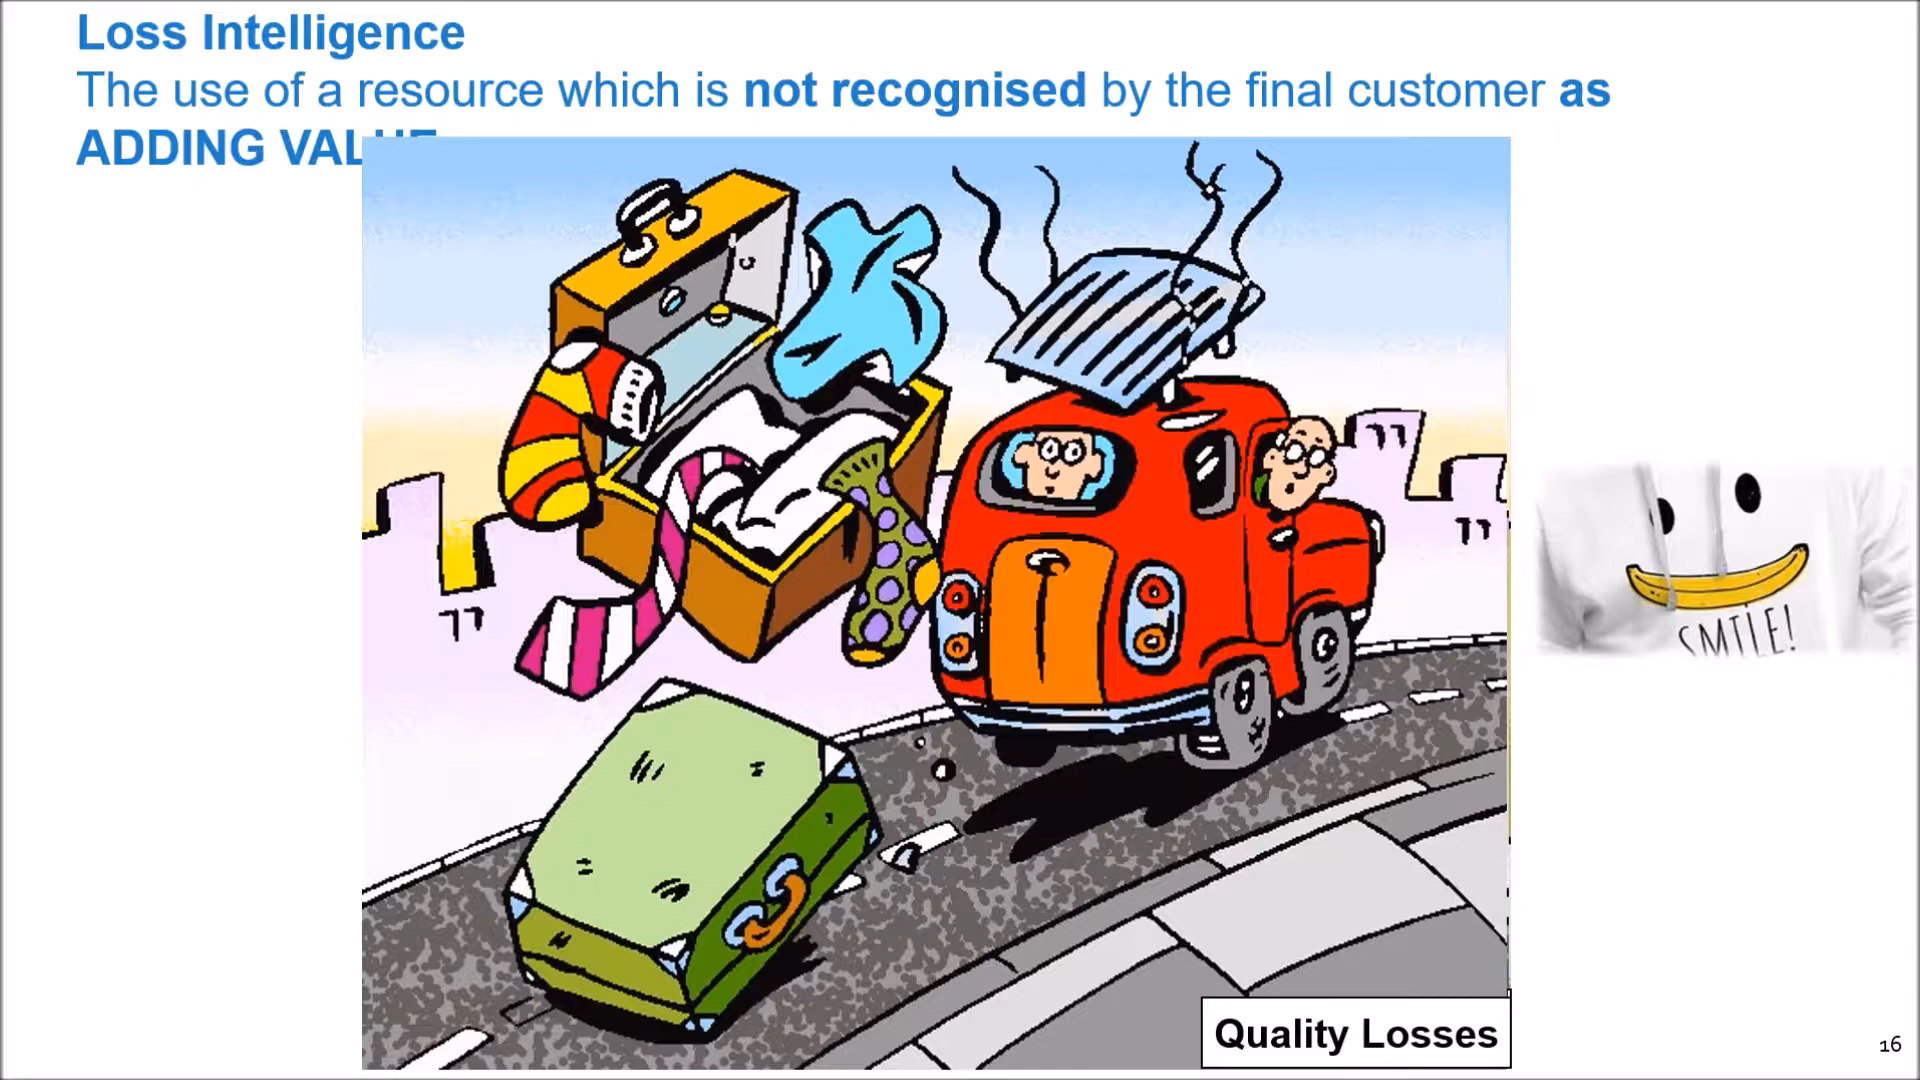 Loss Intelligence
The use of a resource which is not recognised by the final customer as
ADDING VALUE
SMILE!
Quality Losses
16